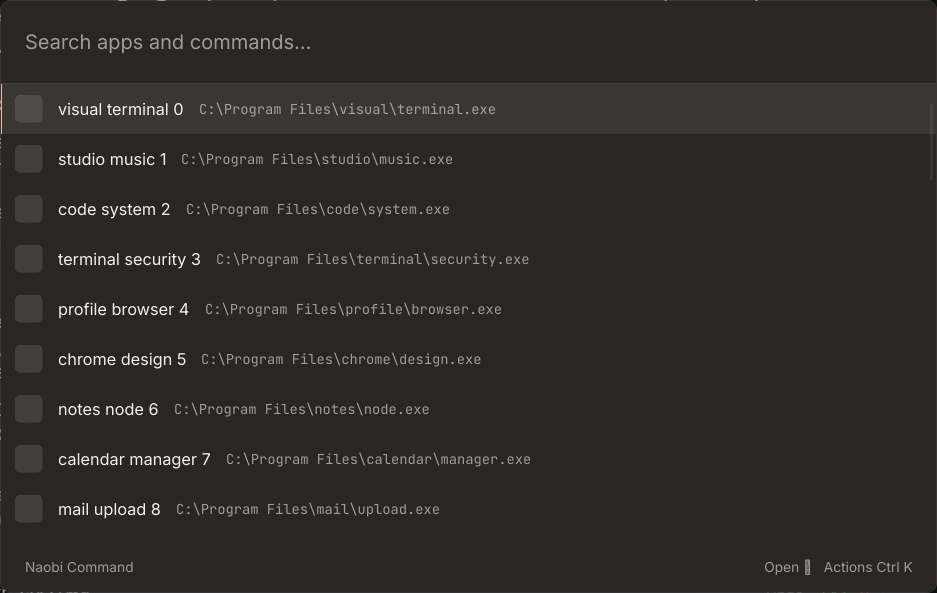 Search apps and commands...
visual terminal 0 C:\Program Files\visual\terminal.exe
studio music 1 C:\Program Files\studio\music.exe
code system 2 C:\Program Files\code\system.exe
terminal security 3 C:\Program Files\terminal\security.exe
profile browser 4 C:\Program Files\profile\browser.exe
chrome design 5 C:\Program Files\chrome\design.exe
notes node 6 C:\Program Files\notes\node.exe
calendar manager 7 C:\Program Files\calendar\manager.exe
mail upload 8 C:\Program Files\mail\upload.exe
Naobi Command Open Actions Ctrl K